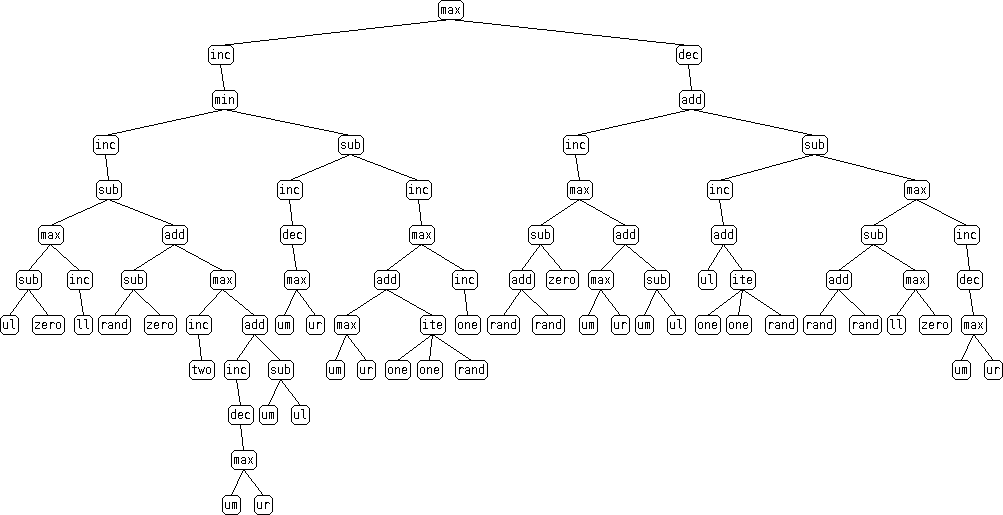 max
inc dec
min add
inc sub inc sub
sub inc inc max inc max
max add dec max sub add add sub inc
sub inc sub max max add inc add zero max sub ul ite add max dec
ul zero ll rand zero inc add um ur max ite one rand rand um ur um ul one one rand rand rand ll zero max
two inc sub um ur one one rand um ur
dec um ul
max
um ur